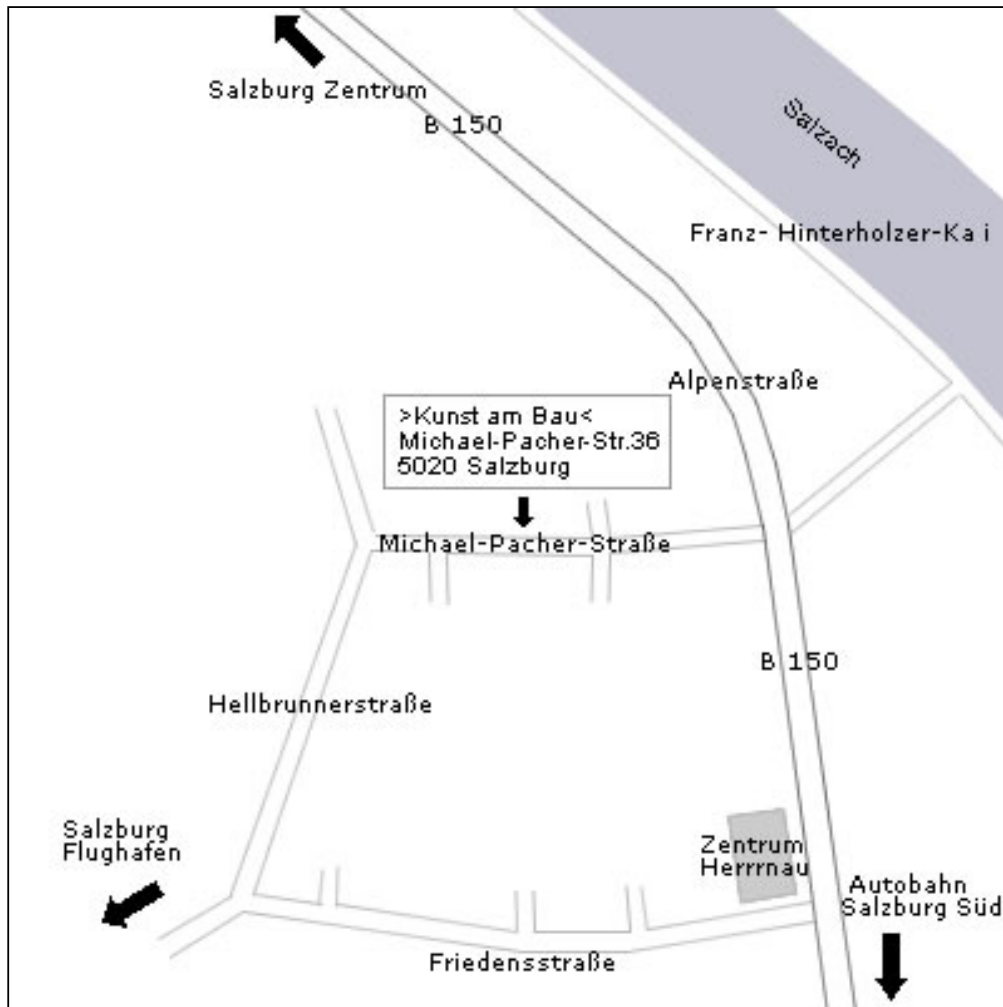 Salzburg Zentrum
B 150
Salzach
Franz- Hinterholzer-Ka i
Alpenstraße
>Kunst am Bau<
Michael-Pacher-Str.36
5020 Salzburg
Michael-Pacher-Straße
B 150
Hellbrunnerstraße
Salzburg
Flughafen
Zentrum
Herrrnau
Autobahn
Salzburg Süd
Friedensstraße